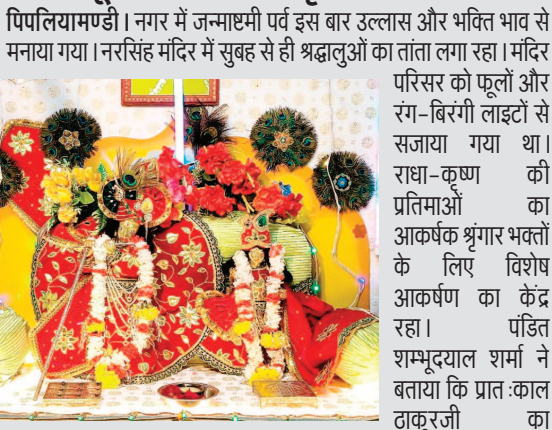 पिपलियामण्डी। नगर में जन्माष्टमी पर्व इस बार उल्लास और भक्ति भाव से
मनाया गया। नरसिंह मंदिर में सुबह से ही श्रद्धालुओं का तांता लगा रहा। मंदिर
परिसर को फूलों और
रंग-बिरंगी लाइटों से
सजाया गया था।
राधा-कृष्ण की
प्रतिमाओं का
आकर्षक श्रृंगार भक्तों
के लिए विशेष
आकर्षण का केंद्र
रहा। पंडित
शम्भूदयाल शर्मा ने
बताया कि प्रात :काल
ठाकुरजी का